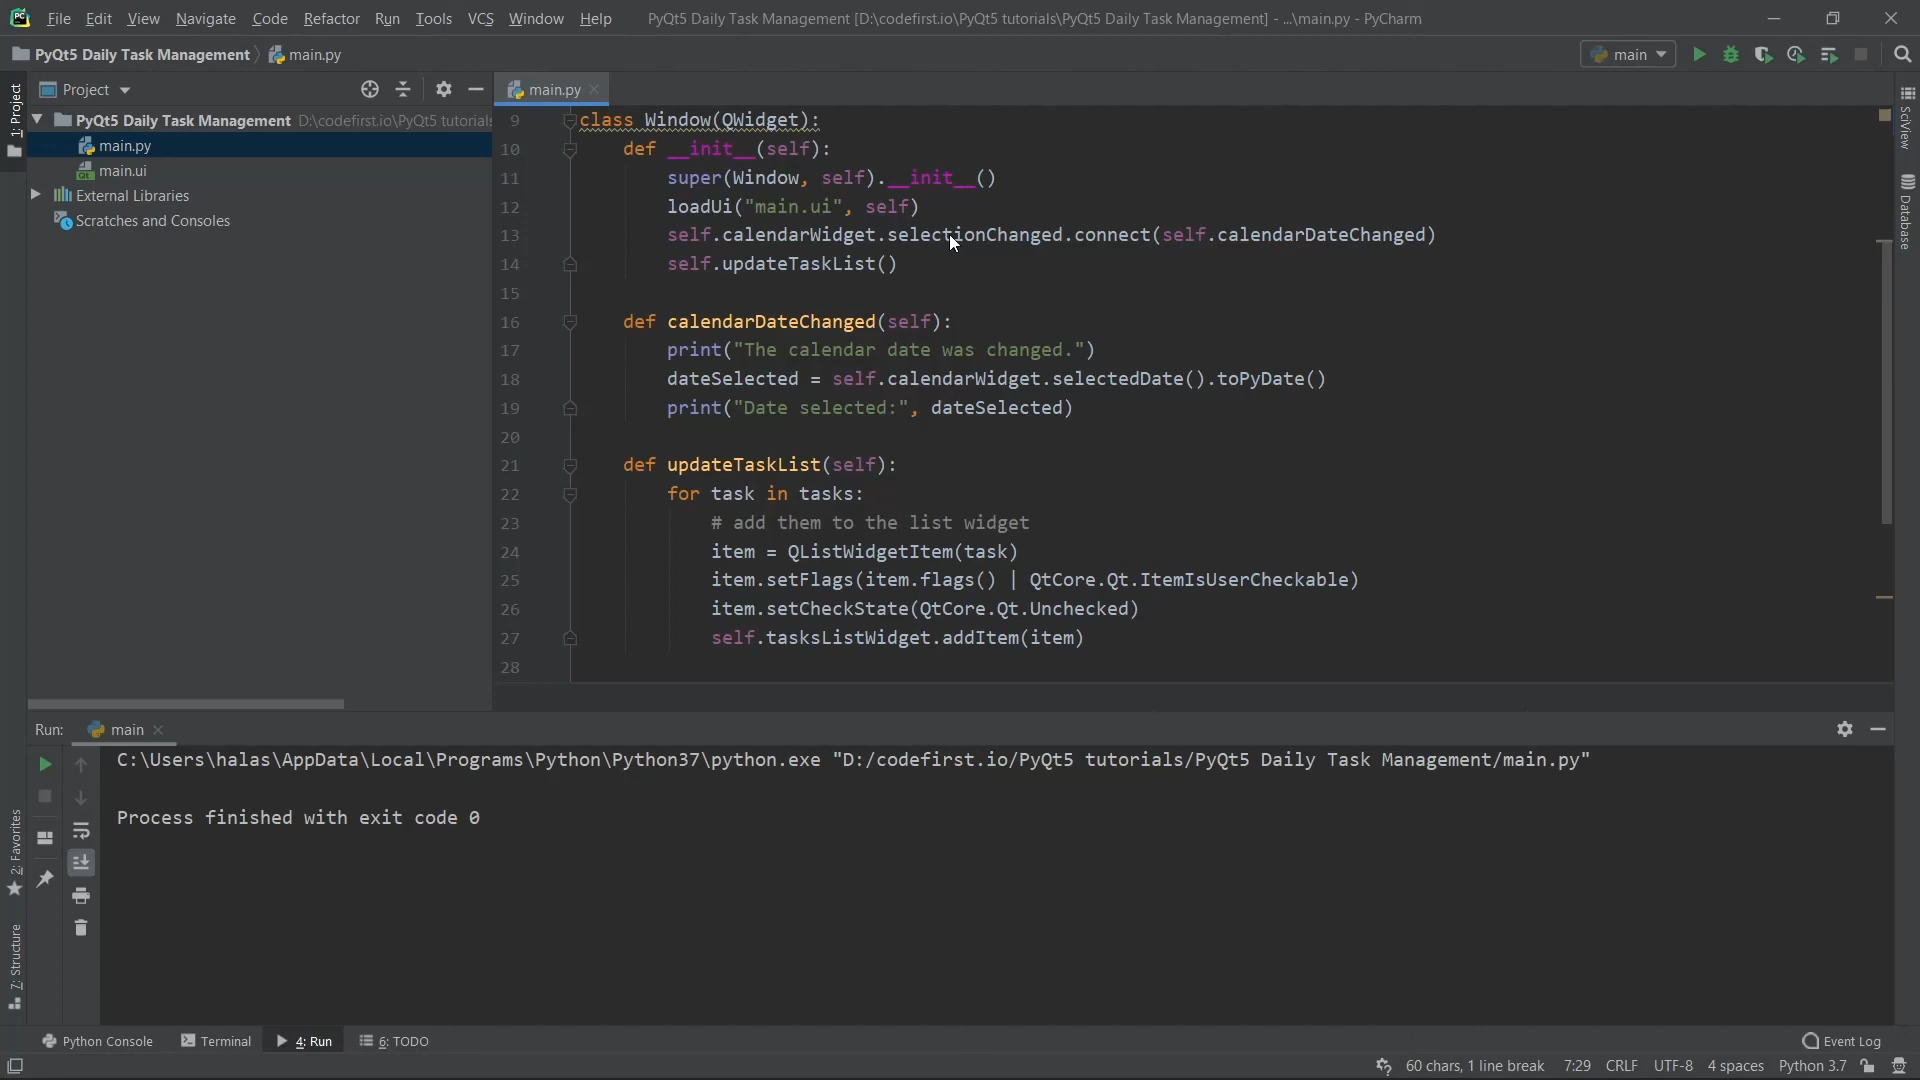 File Edit View Navigate Code Refactor Run Tools VCS Window Help PyQt5 Daily Task Management [D:\codefirst.io\PyQt5 tutorials\PyQt5 Daily Task Management] - ...\main.py - PyCharm
PyQt5 Daily Task Management main.py main
Project main.py
1: Project
PyQt5 Daily Task Management D:\codefirst.io\PyQt5 tutorials
main.py
main.ui
External Libraries
Scratches and Consoles
9 class Window(QWidget):
10 def __init__(self):
11 super(Window, self).__init__()
12 loadUi("main.ui", self)
13 self.calendarWidget.selectionChanged.connect(self.calendarDateChanged)
14 self.updateTaskList()
15
16 def calendarDateChanged(self):
17 print("The calendar date was changed.")
18 dateSelected = self.calendarWidget.selectedDate().toPyDate()
19 print("Date selected:", dateSelected)
20
21 def updateTaskList(self):
22 for task in tasks:
23 # add them to the list widget
24 item = QListWidgetItem(task)
25 item.setFlags(item.flags() | QtCore.Qt.ItemIsUserCheckable)
26 item.setCheckState(QtCore.Qt.Unchecked)
27 self.tasksListWidget.addItem(item)
28
SciView
Database
Run: main
C:\Users\halas\AppData\Local\Programs\Python\Python37\python.exe "D:/codefirst.io/PyQt5 tutorials/PyQt5 Daily Task Management/main.py"
Process finished with exit code 0
2: Favorites
7: Structure
Python Console Terminal 4: Run 6: TODO Event Log
60 chars, 1 line break 7:29 CRLF UTF-8 4 spaces Python 3.7